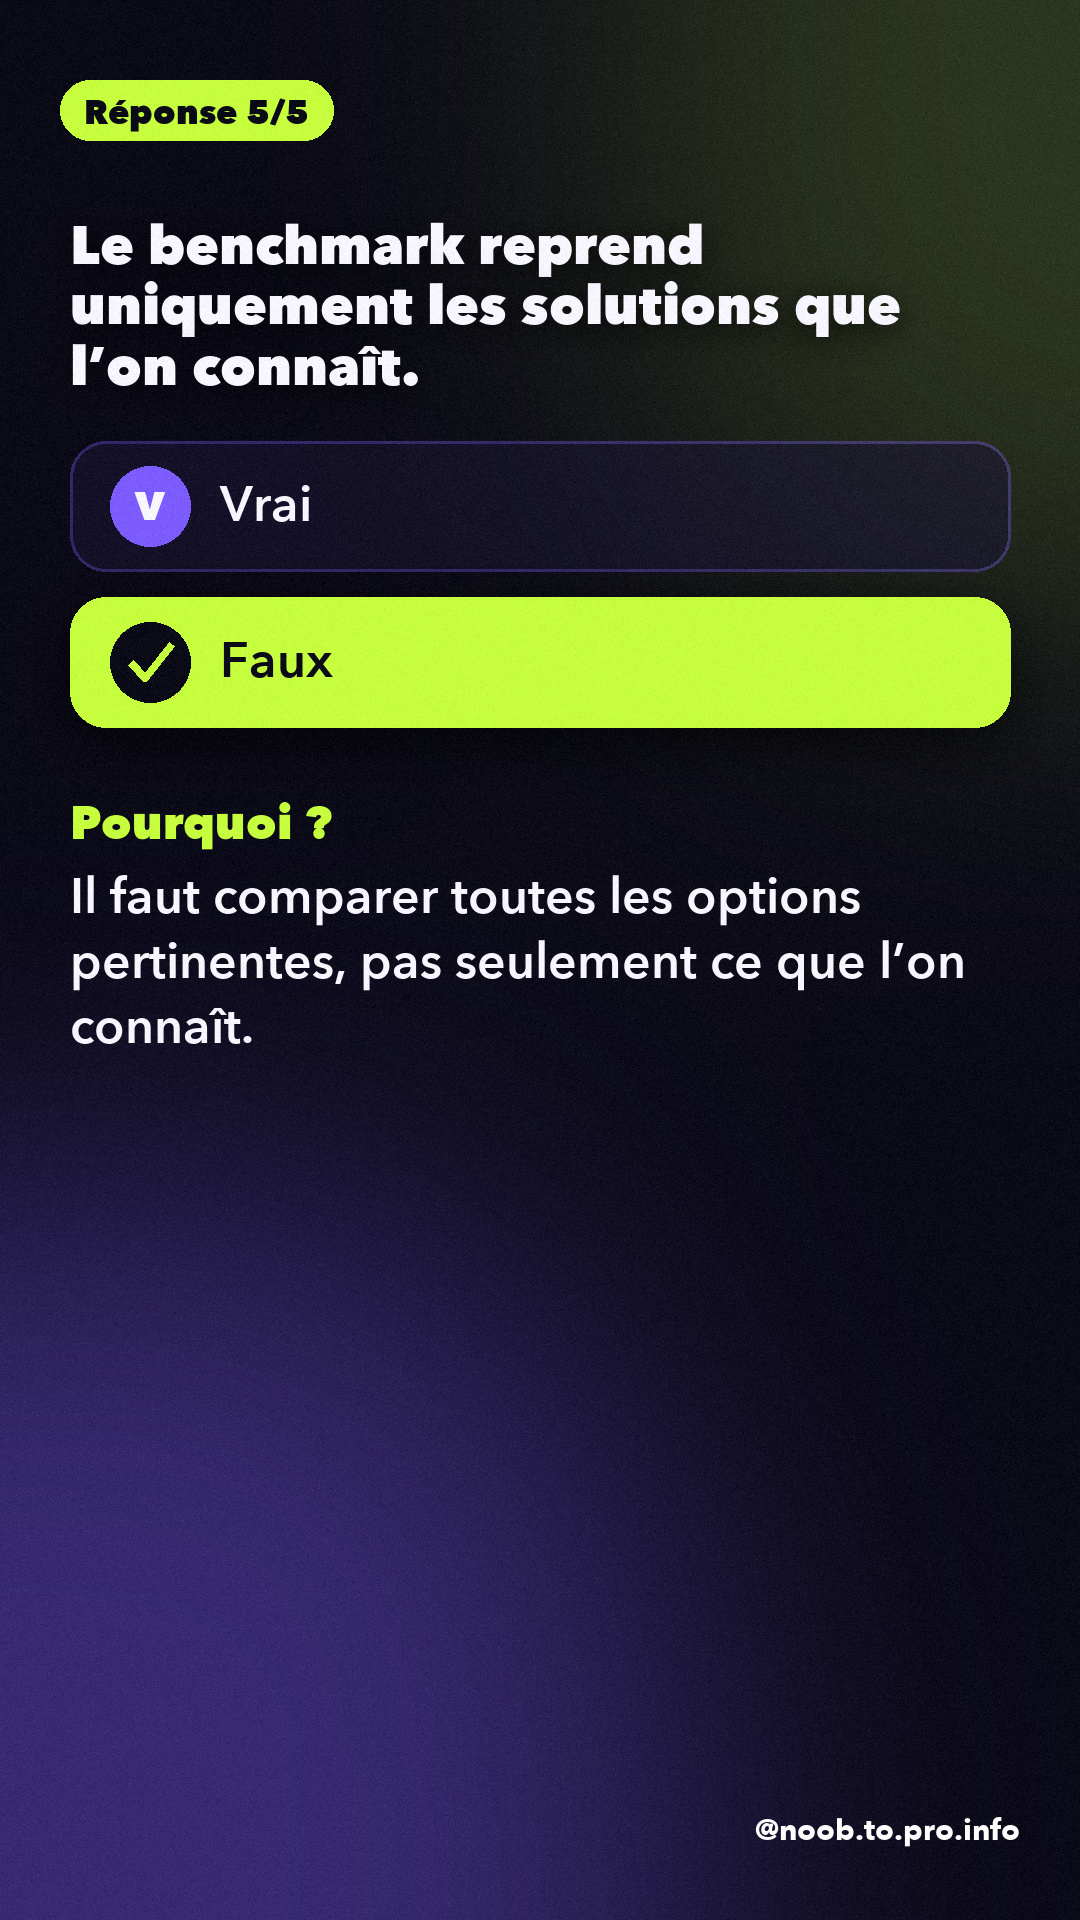 Réponse 5/5
Le benchmark reprend
uniquement les solutions que
l’on connaît.
V Vrai
Faux
Pourquoi ?
Il faut comparer toutes les options
pertinentes, pas seulement ce que l’on
connaît.
@noob.to.pro.info